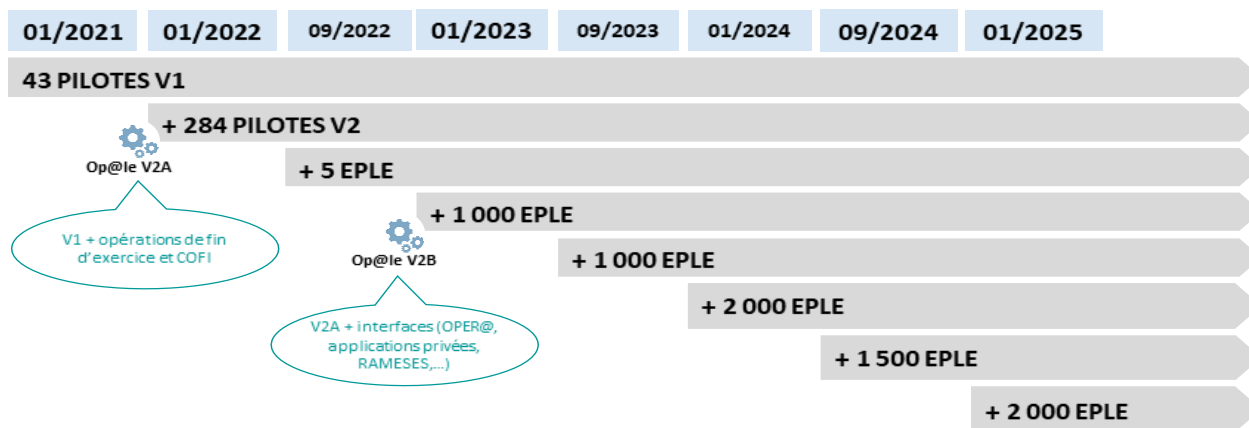 01/2021 01/2022 09/2022 01/2023 09/2023 01/2024 09/2024 01/2025
43 PILOTES V1
+ 284 PILOTES V2
Op@le V2A
+ 5 EPLE
V1 + opérations de fin
d'exercice et COFI
+ 1 000 EPLE
Op@le V2B
+ 1 000 EPLE
V2A + interfaces (OPER@,
applications privées,
RAMESES,...)
+ 2 000 EPLE
+ 1 500 EPLE
+ 2 000 EPLE